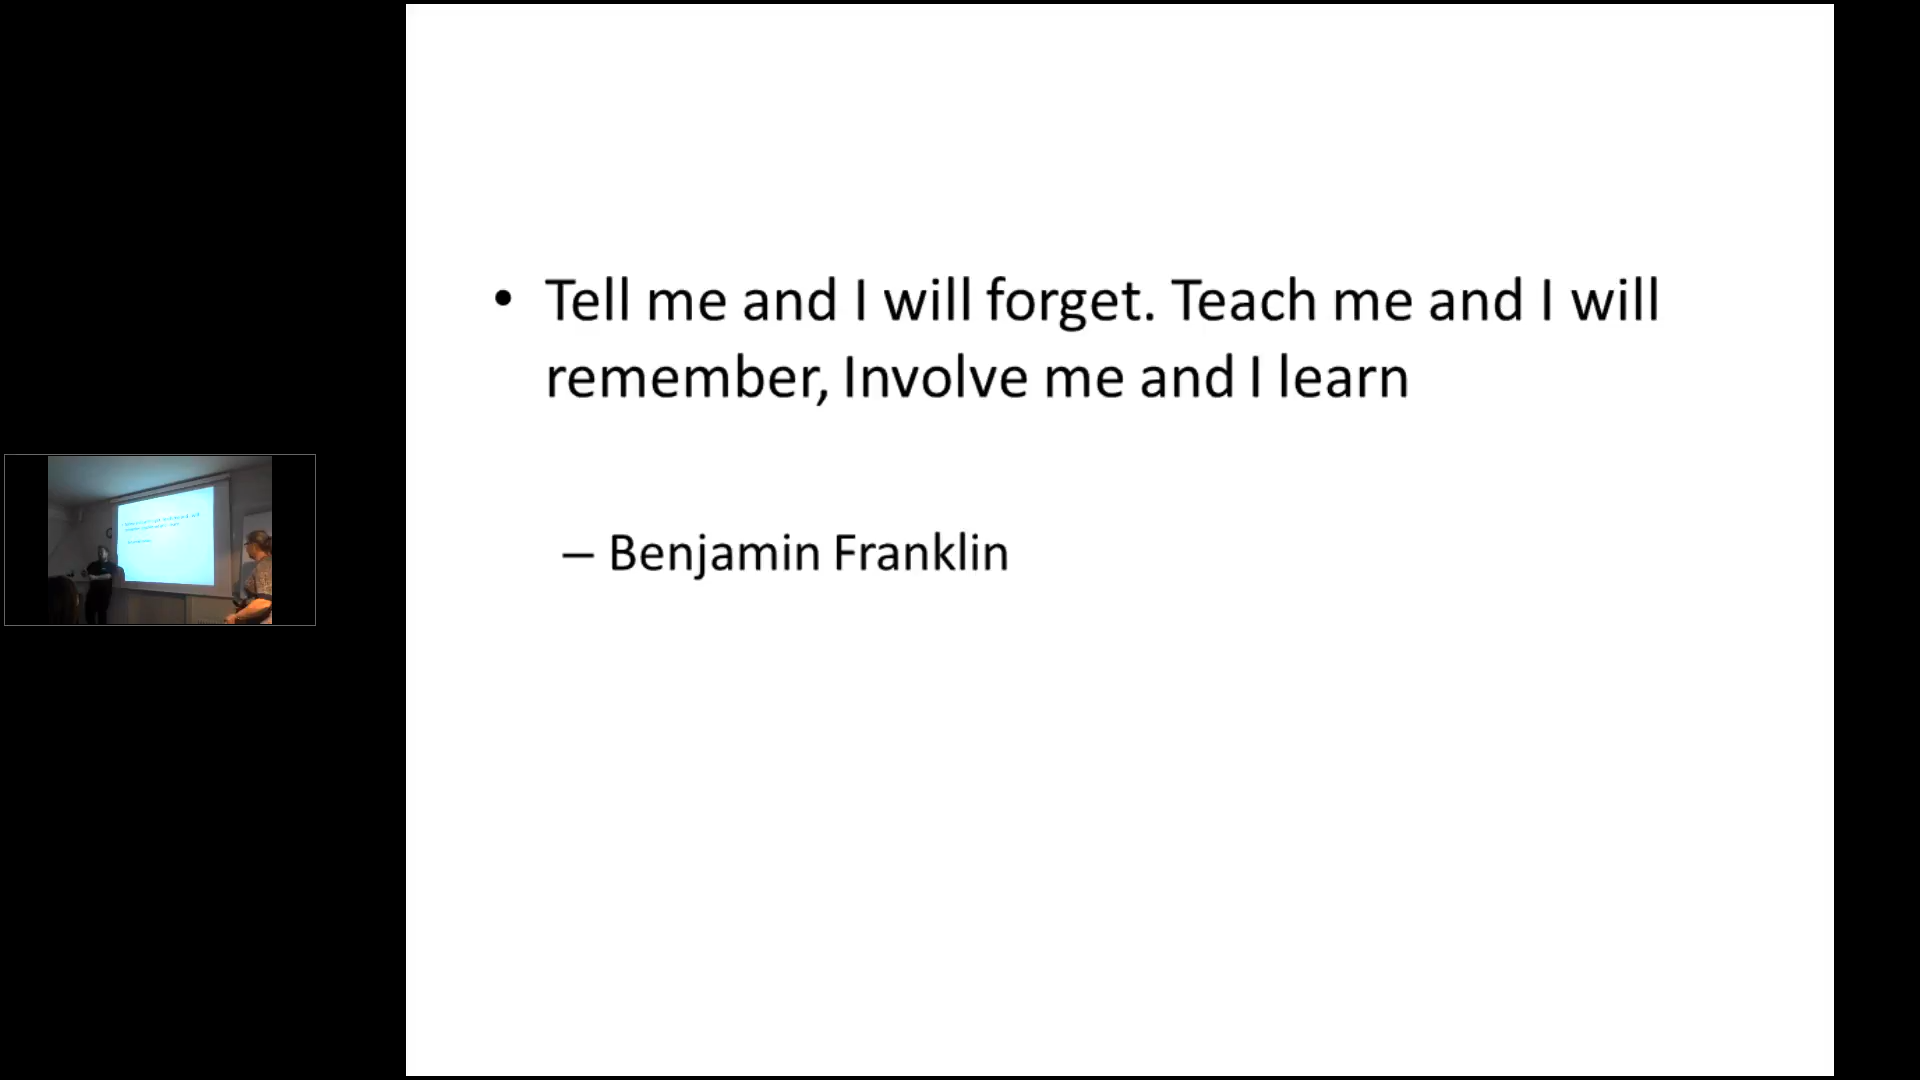 • Tell me and I will forget. Teach me and I will
remember, Involve me and I learn
– Benjamin Franklin